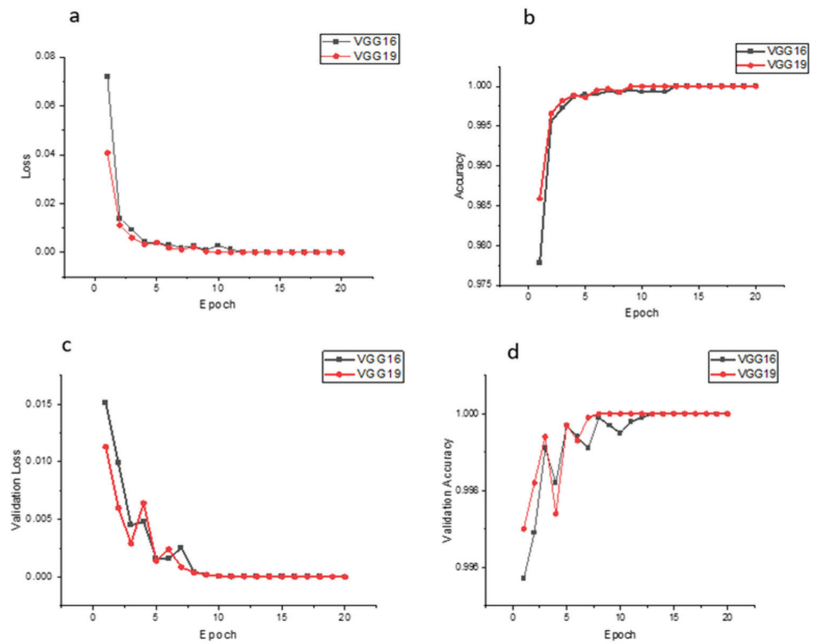 a
VGG16
VGG19
0.08
0.06
0.04
0.02
0.00
Loss
0
5
10
15
20
Epoch
b
VGG16
VGG19
1.000
0.995
0.990
0.985
0.980
0.975
Accuracy
0
5
10
15
20
Epoch
c
VGG16
VGG19
0.015
0.010
0.005
0.000
Validation Loss
0
5
10
15
20
Epoch
d
VGG16
VGG19
1.000
0.996
0.996
Validation Accuracy
0
5
10
15
20
Epoch